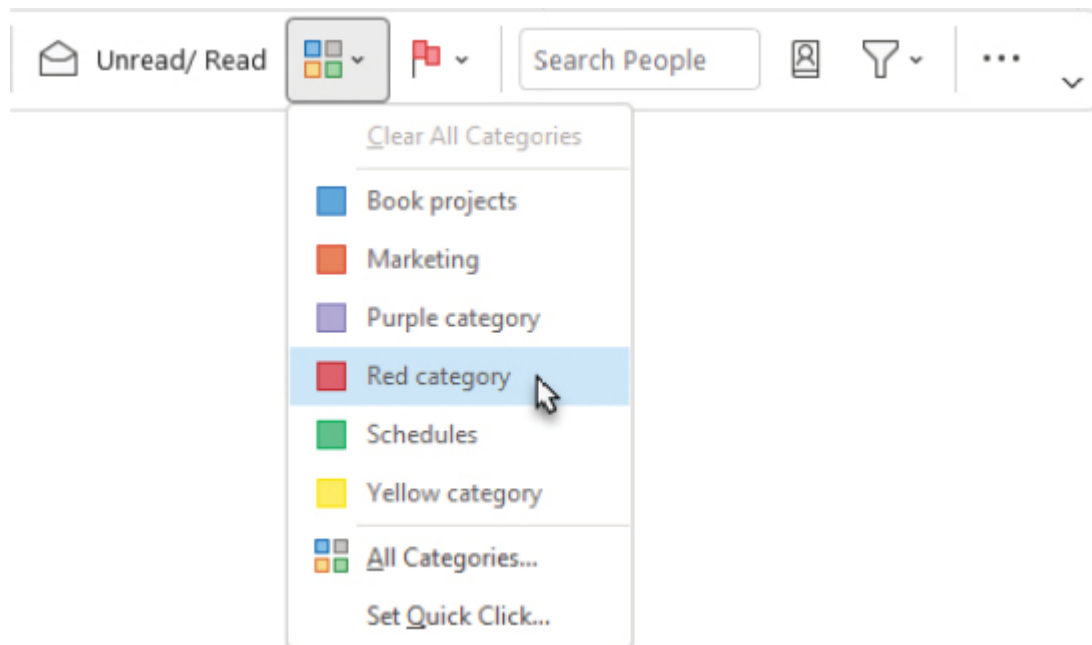 Unread/ Read
Search People
Clear All Categories
Book projects
Marketing
Purple category
Red category
Schedules
Yellow category
All Categories...
Set Quick Click...